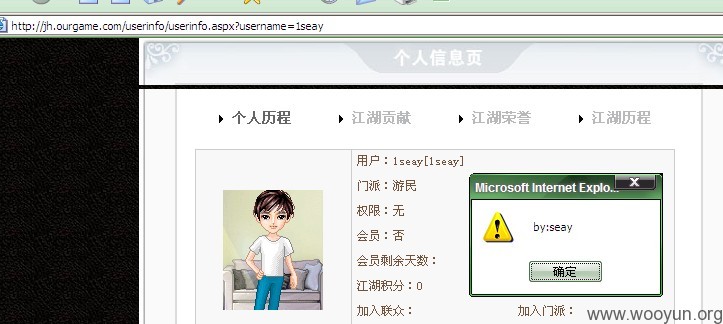 http://jh.ourgame.com/userinfo/userinfo.aspx?username=1seay
个人信息页
个人历程 江湖贡献 江湖荣誉 江湖历程
用户：1seay[1seay]
门派：游民
权限：无
会员：否
会员剩余天数：
江湖积分：0
加入联众： 加入门派：
Microsoft Internet Explo...
by:seay
确定
www.wooyun.org